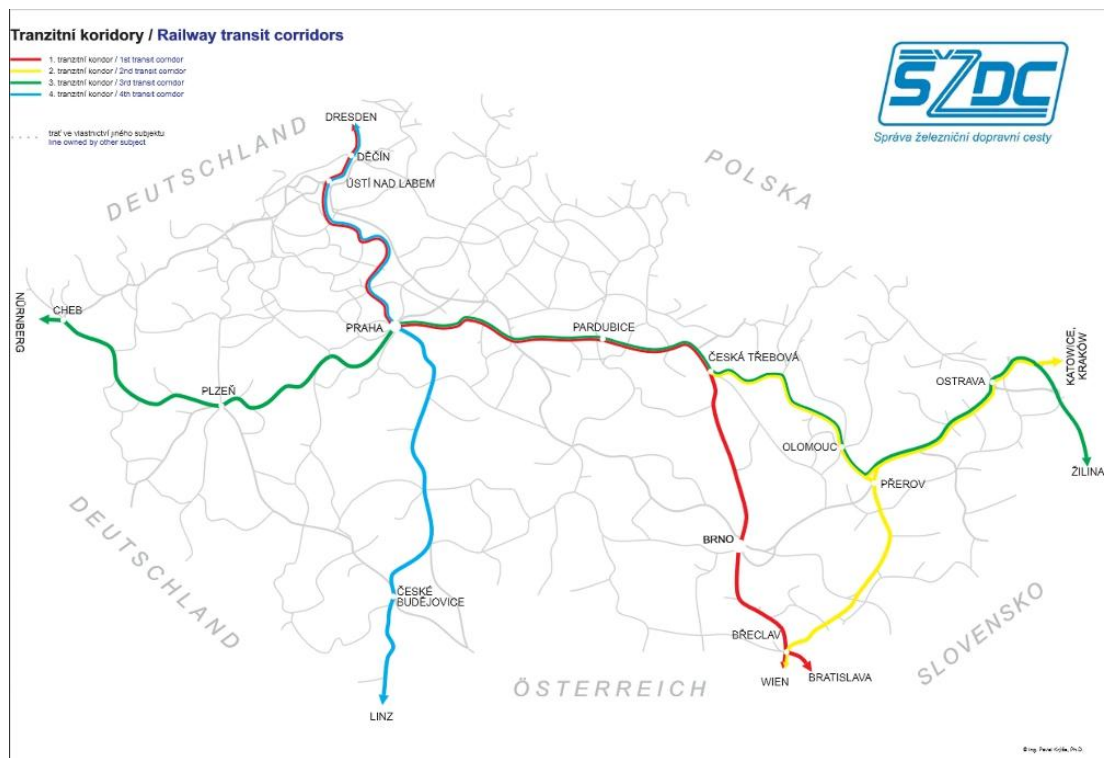 Tranzitní koridory / Railway transit corridors
1. tranzitní koridor / 1st transit corridor
2. tranzitní koridor / 2nd transit corridor
3. tranzitní koridor / 3rd transit corridor
4. tranzitní koridor / 4th transit corridor
trať ve vlastnictví jiného subjektu
line owned by other subject
SŽDC
Správa železniční dopravní cesty
DEUTSCHLAND
POLSKA
DRESDEN
DĚČÍN
ÚSTÍ NAD LABEM
NÜRNBERG
CHEB
PRAHA
PARDUBICE
ČESKÁ TŘEBOVÁ
KATOWICE,
KRAKÓW
OSTRAVA
PLZEŇ
OLOMOUC
ŽILINA
PŘEROV
DEUTSCHLAND
BRNO
ČESKÉ
BUDĚJOVICE
SLOVENSKO
BŘECLAV
WIEN
BRATISLAVA
ÖSTERREICH
LINZ